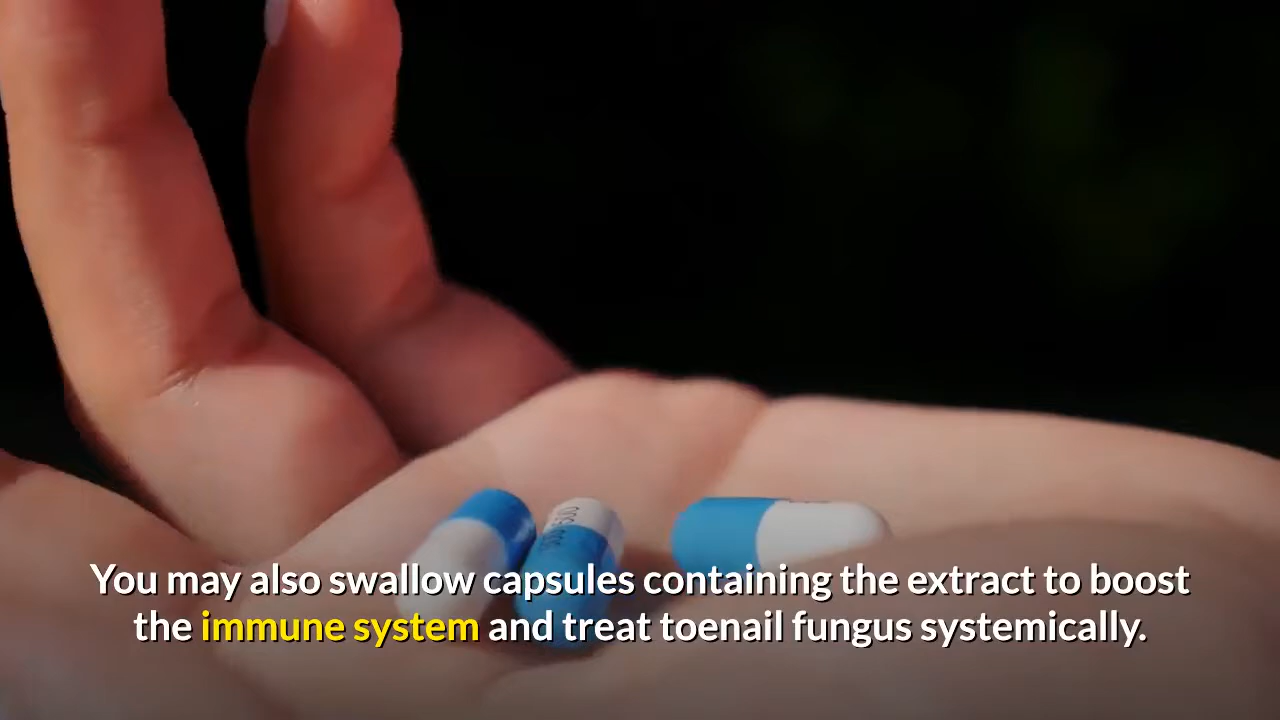 You may also swallow capsules containing the extract to boost
the immune system and treat toenail fungus systemically.